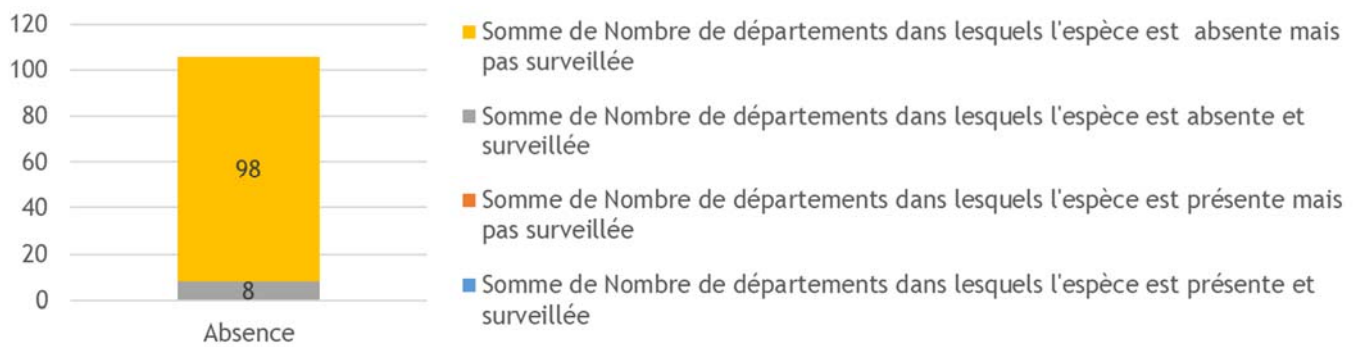 120
100
80
60
40
20
0
98
8
Absence
Somme de Nombre de départements dans lesquels l'espèce est  absente mais
pas surveillée
Somme de Nombre de départements dans lesquels l'espèce est absente et
surveillée
Somme de Nombre de départements dans lesquels l'espèce est présente mais
pas surveillée
Somme de Nombre de départements dans lesquels l'espèce est présente et
surveillée